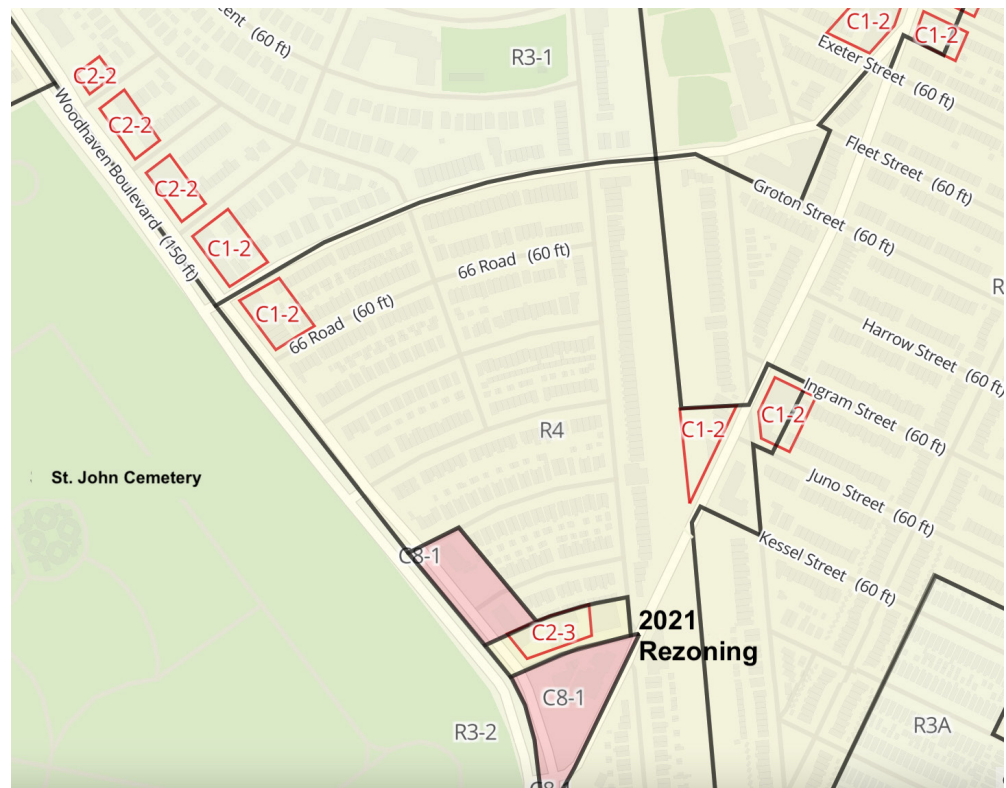 cent (60 ft)
R3-1
C1-2
C1-2
Exeter Street (60 ft)
C2-2
C2-2
C2-2
C1-2
C1-2
Woodhaven Boulevard (150 ft)
Fleet Street (60 ft)
Groton Street (60 ft)
66 Road (60 ft)
66 Road (60 ft)
R
Harrow Street (60 ft)
Ingram Street (60 ft)
C1-2
C1-2
R4
St. John Cemetery
Juno Street (60 ft)
Kessel Street (60 ft)
C8-1
C2-3
2021
Rezoning
C8-1
R3-2
R3A